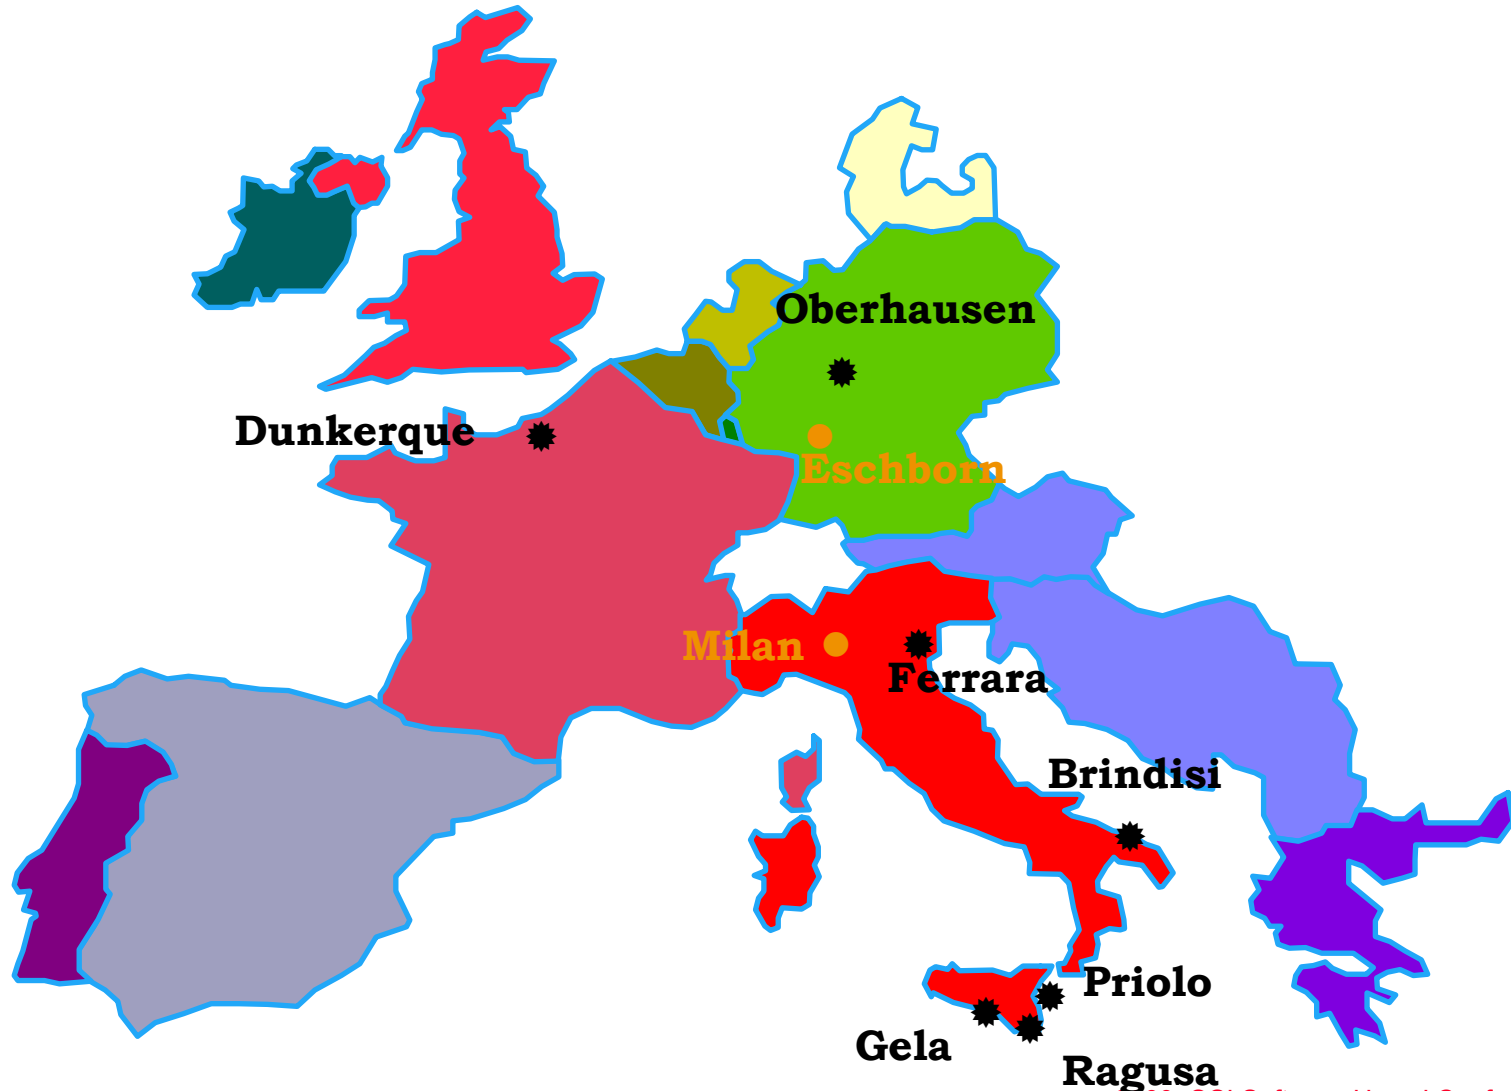 Oberhausen
Dunkerque
Eschborn
Milan
Ferrara
Brindisi
Priolo
Gela
Ragusa